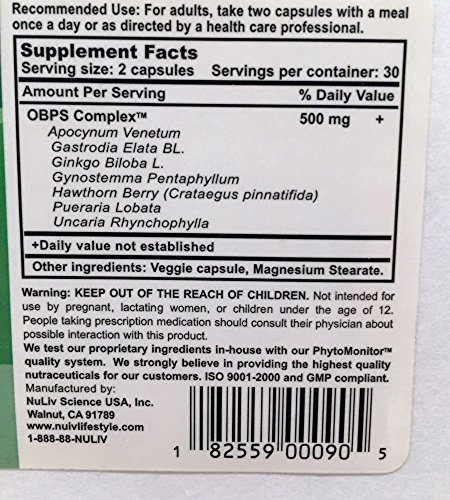 Recommended Use: For adults, take two capsules with a meal
once a day or as directed by a health care professional.
Supplement Facts
Serving size: 2 capsules Servings per container: 30
Amount Per Serving % Daily Value
OBPS Complex™ 500 mg +
Apocynum Venetum
Gastrodia Elata BL.
Ginkgo Biloba L.
Gynostemma Pentaphyllum
Hawthorn Berry (Crataegus pinnatifida)
Pueraria Lobata
Uncaria Rhynchophylla
+Daily value not established
Other ingredients: Veggie capsule, Magnesium Stearate.
Warning: KEEP OUT OF THE REACH OF CHILDREN. Not intended for
use by pregnant, lactating women, or children under the age of 12.
People taking prescription medication should consult their physician about
possible interaction with this product.
We test our proprietary ingredients in-house with our PhytoMonitor™
quality system. We strongly believe in providing the highest quality
nutraceuticals for our customers. ISO 9001-2000 and GMP compliant.
Manufactured by:
NuLiv Science USA, Inc.
Walnut, CA 91789
www.nulvlifestyle.com
1-888-88-NULIV
1 82559 00090 5